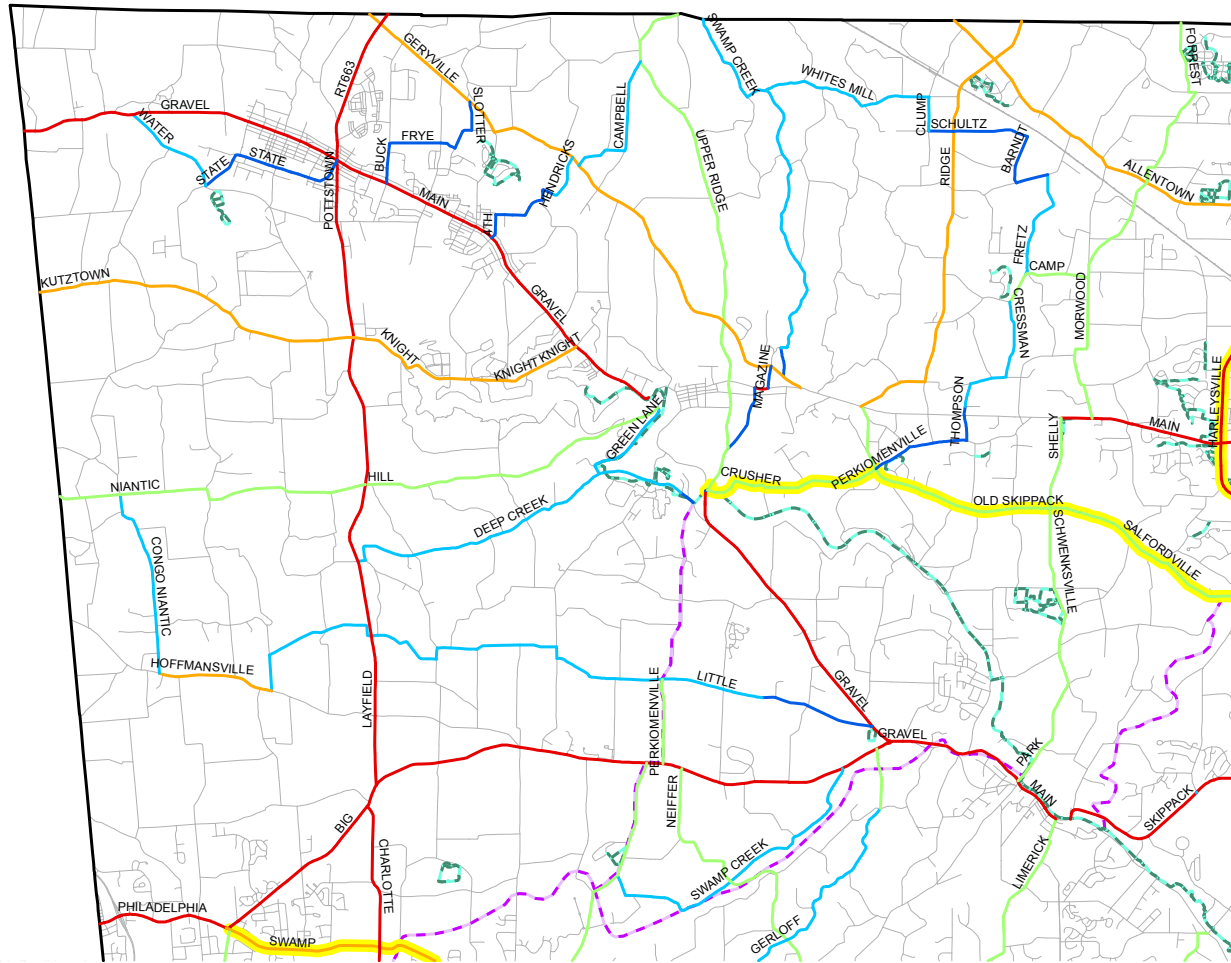 SWAMP CREEK
GERYVILLE
FORREST
RT663
WHITES MILL
GRAVEL
SLOTTER
CAMPBELL
CLUMP
SCHULTZ
WATER
FRYE
BUCK
UPPER RIDGE
BARNDT
STATE
STATE
HENDRICKS
RIDGE
ALLENTOWN
POTTSTOWN
MAIN
4TH
FRETZ
CAMP
KUTZTOWN
GRAVEL
CRESSMAN
MORWOOD
KNIGHT
KNIGHT KNIGHT
MAGAZINE
HARLEYSVILLE
THOMPSON
GREEN LANE
SHELLY
MAIN
PERKIOMENVILLE
CRUSHER
HILL
NIANTIC
OLD SKIPPACK
DEEP CREEK
SALFORDVILLE
SCHWENKSVILLE
CONGO NIANTIC
HOFFMANSVILLE
LITTLE
GRAVEL
LAYFIELD
PERKIOMENVILLE
GRAVEL
PARK
MAIN
NEIFFER
SKIPPACK
BIG
CHARLOTTE
SWAMP CREEK
LIMERICK
PHILADELPHIA
GERLOFF
SWAMP